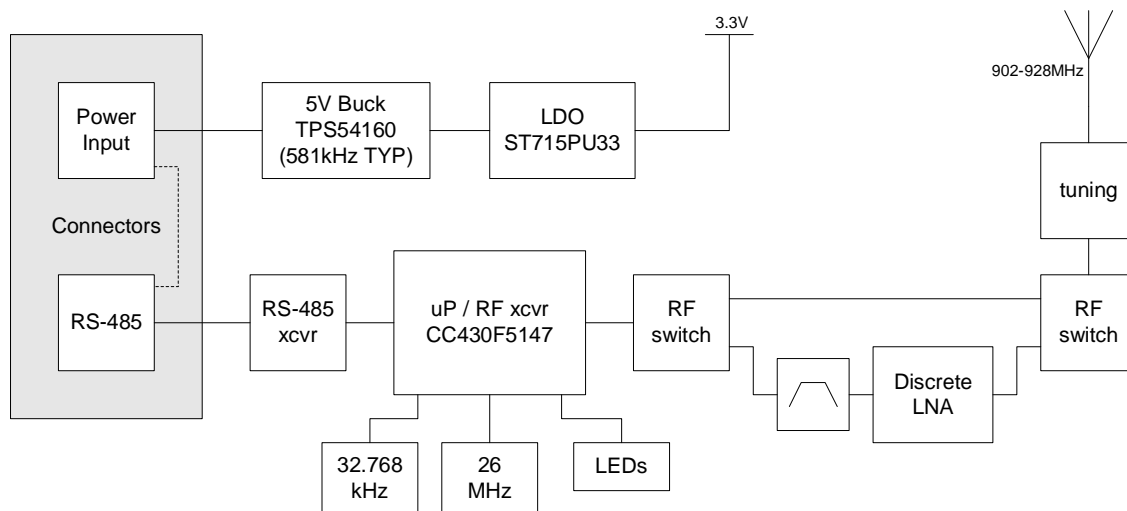 3.3V
902-928MHz
Power
Input
5V Buck
TPS54160
(581kHz TYP)
LDO
ST715PU33
tuning
Connectors
RS-485
RS-485
xcvr
uP / RF xcvr
CC430F5147
RF
switch
RF
switch
Discrete
LNA
32.768
kHz
26
MHz
LEDs